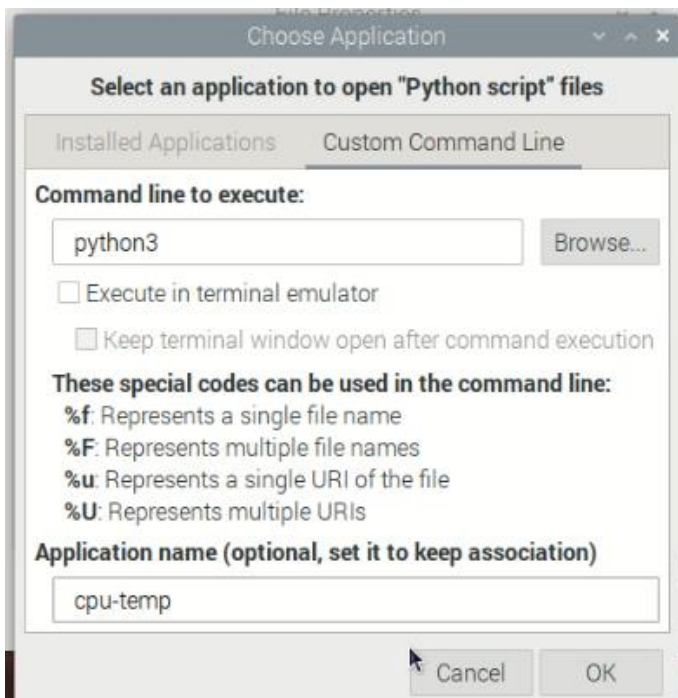 File Properties
Choose Application
Select an application to open "Python script" files
Installed Applications Custom Command Line
Command line to execute:
python3 Browse...
Execute in terminal emulator
Keep terminal window open after command execution
These special codes can be used in the command line:
%f: Represents a single file name
%F: Represents multiple file names
%u: Represents a single URI of the file
%U: Represents multiple URIs
Application name (optional, set it to keep association)
cpu-temp
Cancel OK